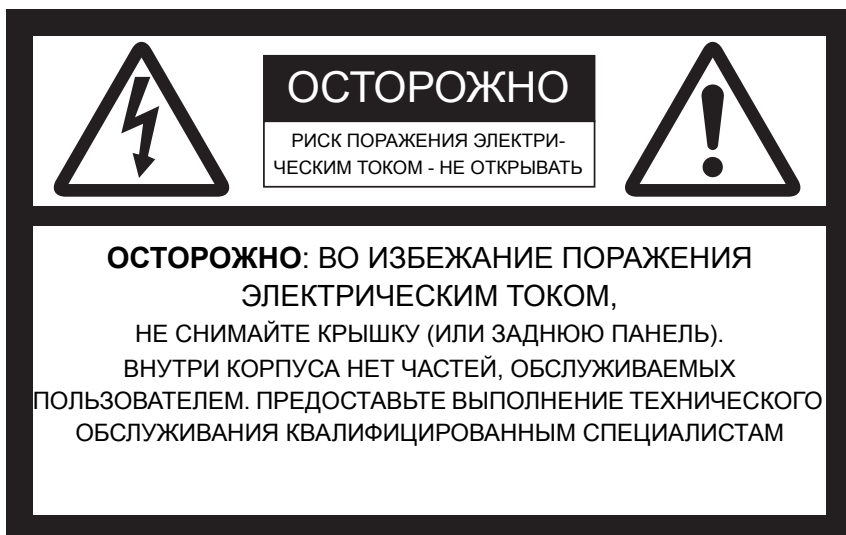 ОСТОРОЖНО
РИСК ПОРАЖЕНИЯ ЭЛЕКТРИ-
ЧЕСКИМ ТОКОМ - НЕ ОТКРЫВАТЬ
ОСТОРОЖНО: ВО ИЗБЕЖАНИЕ ПОРАЖЕНИЯ
ЭЛЕКТРИЧЕСКИМ ТОКОМ,
НЕ СНИМАЙТЕ КРЫШКУ (ИЛИ ЗАДНЮЮ ПАНЕЛЬ).
ВНУТРИ КОРПУСА НЕТ ЧАСТЕЙ, ОБСЛУЖИВАЕМЫХ
ПОЛЬЗОВАТЕЛЕМ. ПРЕДОСТАВЬТЕ ВЫПОЛНЕНИЕ ТЕХНИЧЕСКОГО
ОБСЛУЖИВАНИЯ КВАЛИФИЦИРОВАННЫМ СПЕЦИАЛИСТАМ